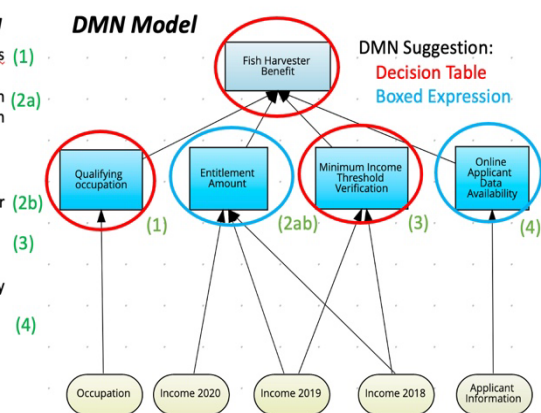 DMN Model
s (1)
n (2a)
n
r (2b)
(3)
y
(4)
DMN Suggestion:
Decision Table
Boxed Expression
Fish Harvester
Benefit
Qualifying
occupation
(1)
Entitlement
Amount
(2ab)
Minimum Income
Threshold
Verification
(3)
Online
Applicant
Data
Availability
(4)
Occupation
Income 2020
Income 2019
Income 2018
Applicant
Information